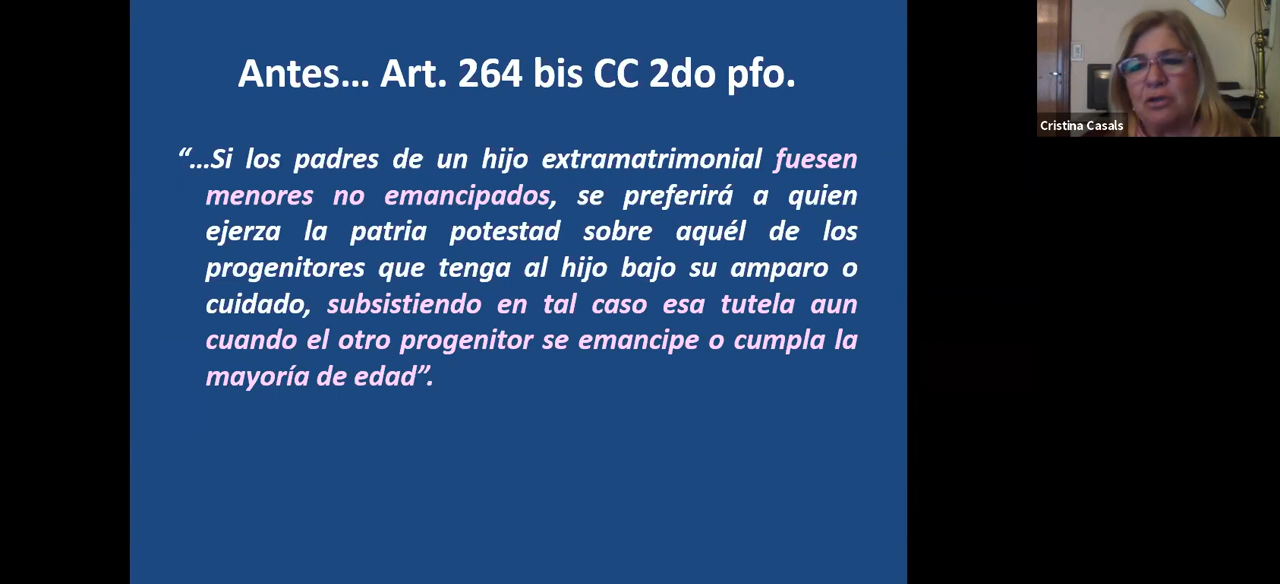 Antes... Art. 264 bis CC 2do pfo.
“...Si los padres de un hijo extramatrimonial fuesen
menores no emancipados, se preferirá a quien
ejerza la patria potestad sobre aquél de los
progenitores que tenga al hijo bajo su amparo o
cuidado, subsistiendo en tal caso esa tutela aun
cuando el otro progenitor se emancipe o cumpla la
mayoría de edad”.
Cristina Casals